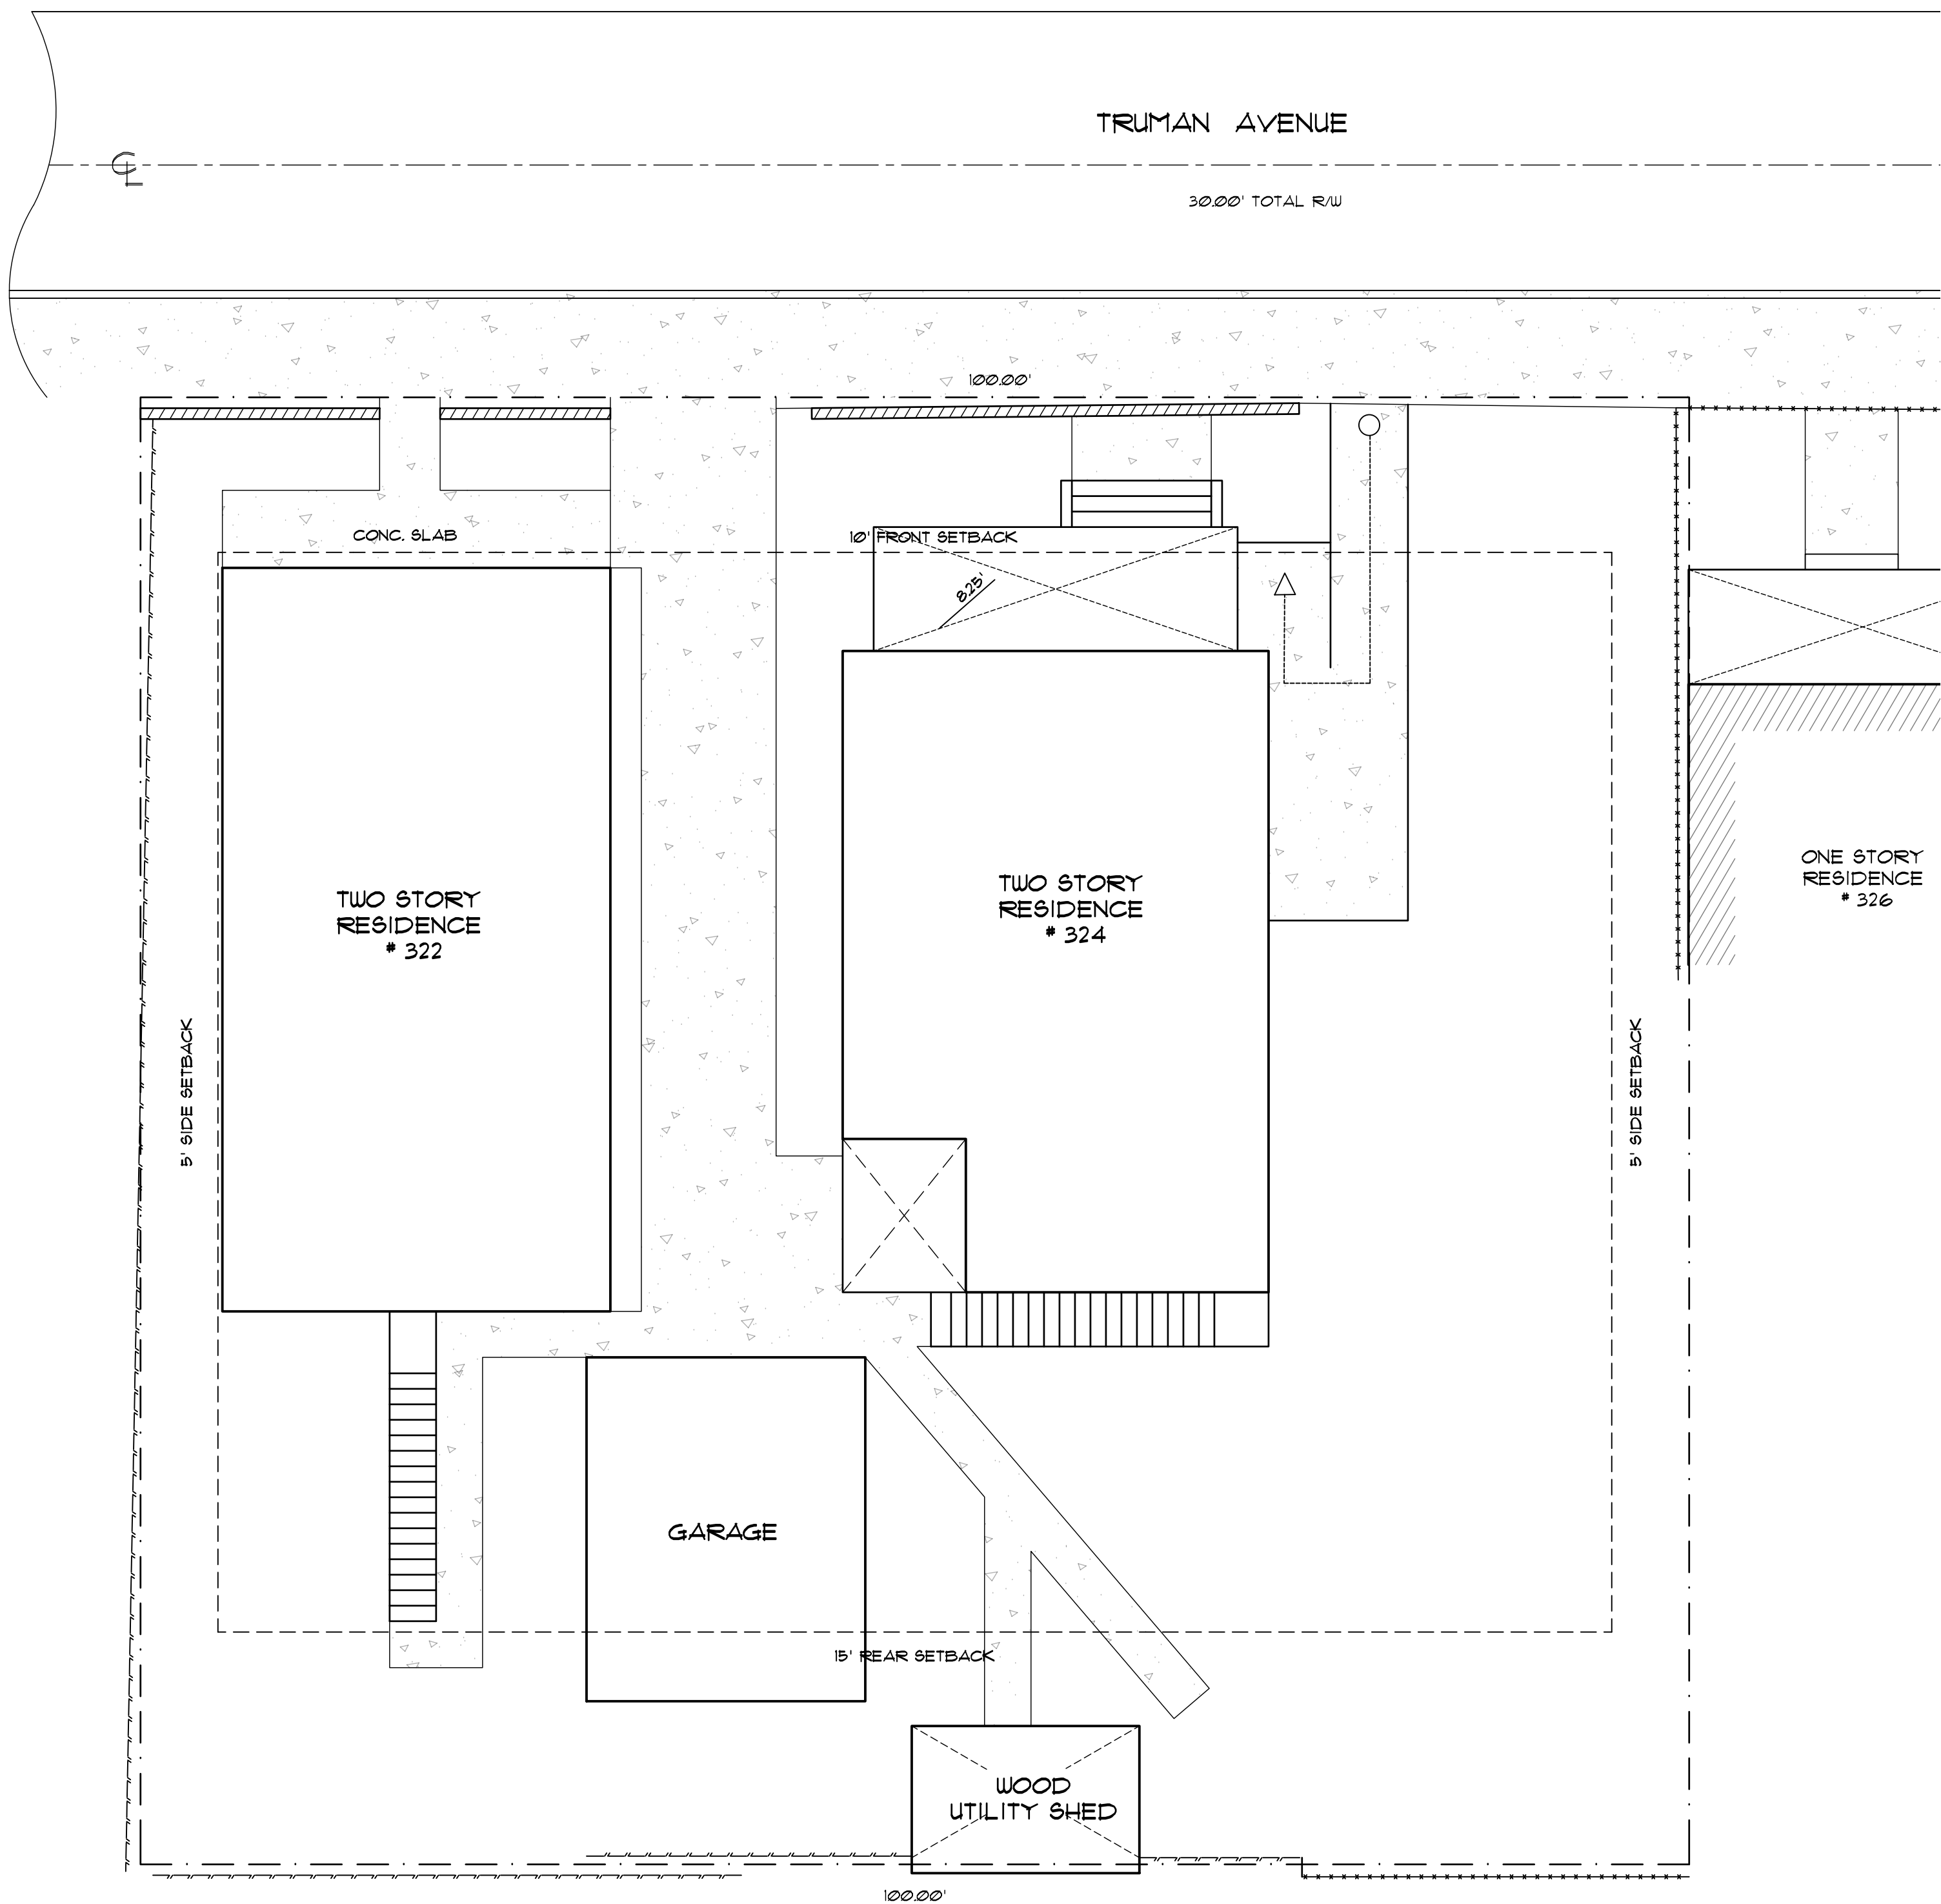 TRUMAN AVENUE
℄
30.00' TOTAL R/W
100.00'
CONC. SLAB
10' FRONT SETBACK
8.25'
TWO STORY
RESIDENCE
# 322
TWO STORY
RESIDENCE
# 324
ONE STORY
RESIDENCE
# 326
5' SIDE SETBACK
5' SIDE SETBACK
GARAGE
15' REAR SETBACK
WOOD
UTILITY SHED
100.00'